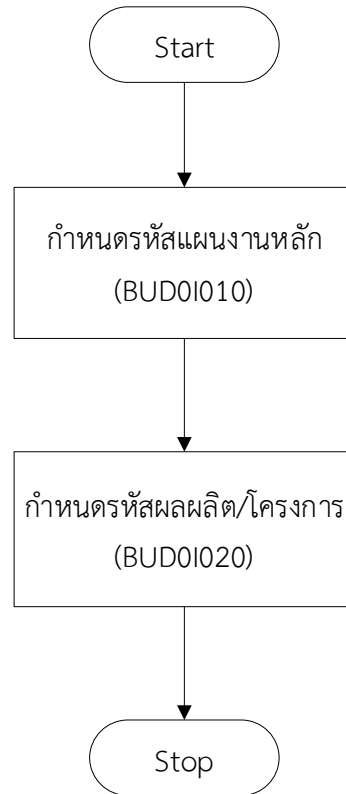 Start
กำหนดรหัสแผนงานหลัก
(BUD0I010)
กำหนดรหัสผลผลิต/โครงการ
(BUD0I020)
Stop